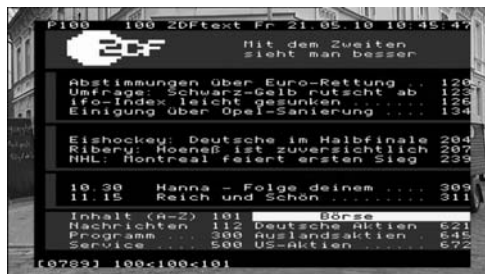 P100 100 ZDFtext Fr 21.05.10 10:45:47
ZDF
Mit dem Zweiten
sieht man besser
Abstimmungen über Euro-Rettung .. 120
Umfrage: Schwarz-Gelb rutscht ab 123
ifo-Index leicht gesunken ....... 126
Einigung über Opel-Sanierung .... 134
Eishockey: Deutsche im Halbfinale 204
Ribery: Hoeneß ist zuversichtlich 207
NHL: Montreal feiert ersten Sieg 239
10.30 Hanna - Folge deinem .... 309
11.15 Reich und Schön ......... 311
Inhalt (A-Z) 101 Börse
Nachrichten 112 Deutsche Aktien . 621
Programm ... 300 Auslandsaktien . 645
Service .... 500 US-Aktien ...... 672
[0789] 100<100<101